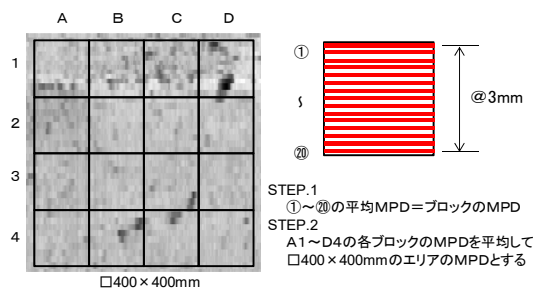 A B C D
1
2
3
4
□400×400mm
①
~
⑳
@3mm
STEP.1
①~⑳の平均MPD=ブロックのMPD
STEP.2
A1~D4の各ブロックのMPDを平均して
□400×400mmのエリアのMPDとする